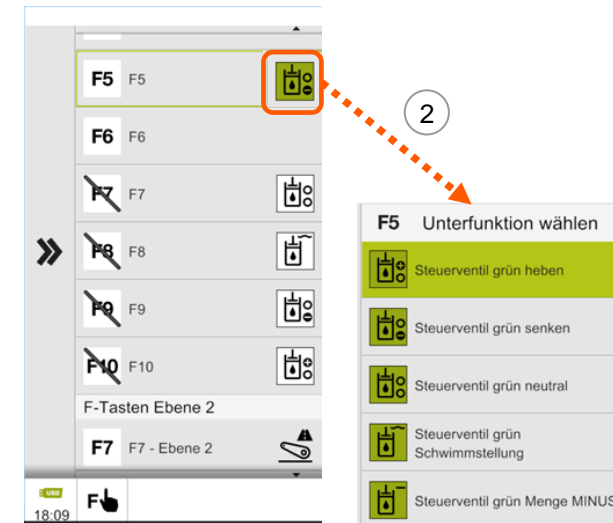 F5 F5
F6 F6
F7 F7
F8 F8
F9 F9
F10 F10
F-Tasten Ebene 2
F7 F7 - Ebene 2
USB
18:09
F
2
F5 Unterfunktion wählen
Steuerventil grün heben
Steuerventil grün senken
Steuerventil grün neutral
Steuerventil grün
Schwimmstellung
Steuerventil grün Menge MINUS